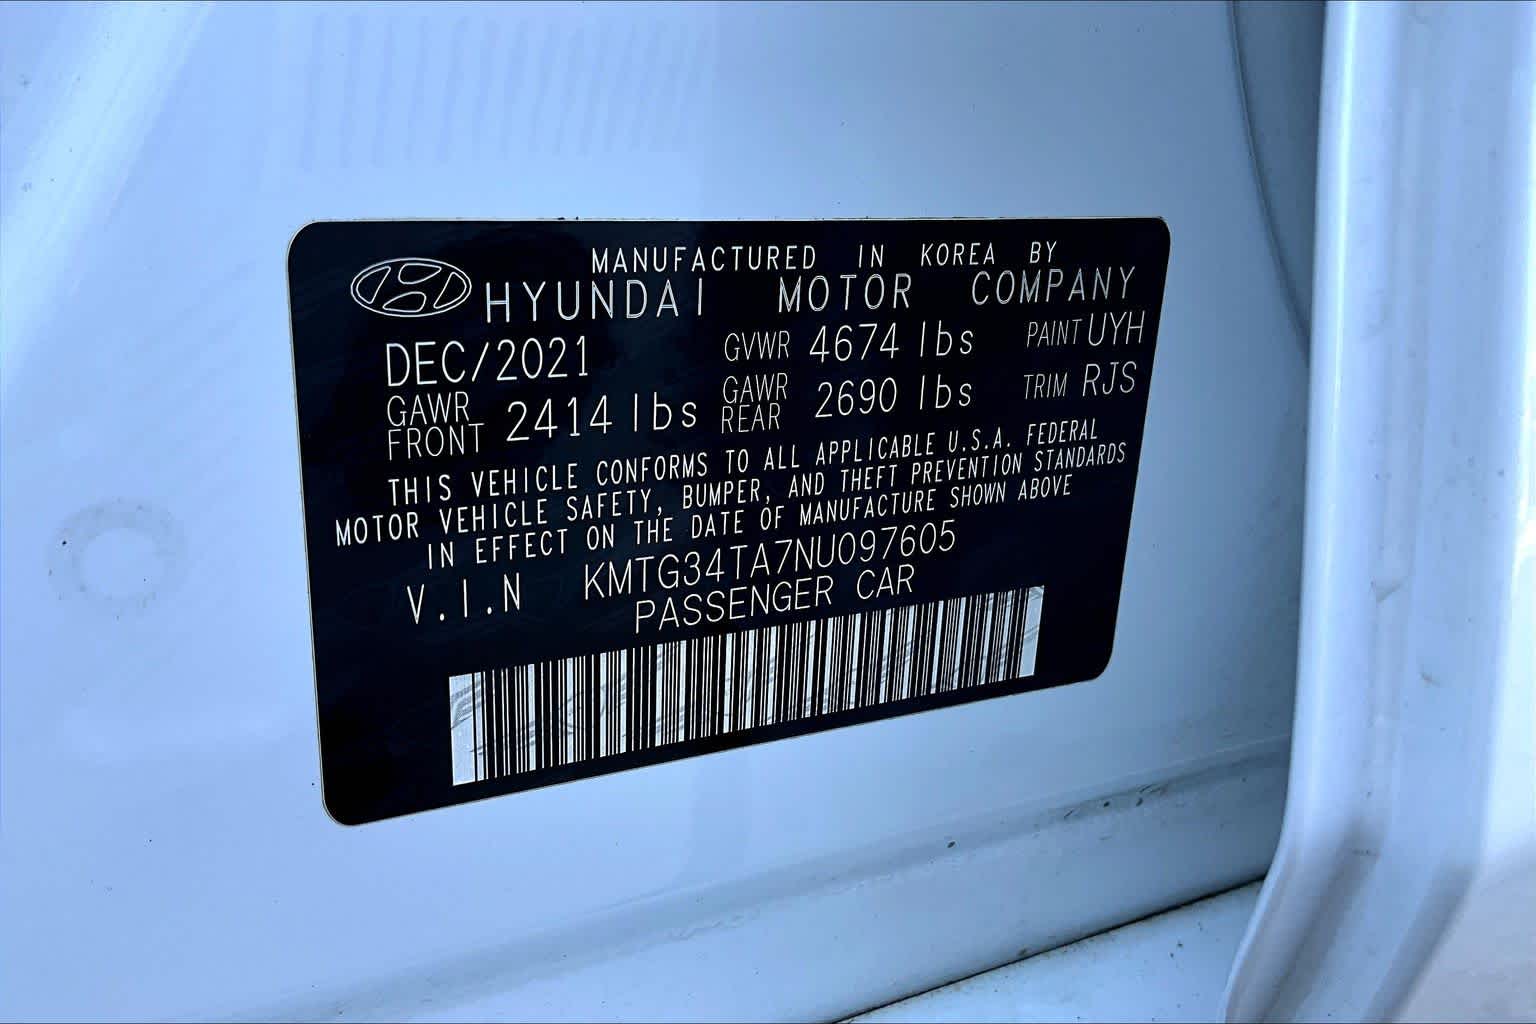 MANUFACTURED IN KOREA BY
HYUNDAI MOTOR COMPANY
DEC/2021 GVWR 4674 lbs PAINT UYH
GAWR FRONT 2414 lbs GAWR REAR 2690 lbs TRIM RJS
THIS VEHICLE CONFORMS TO ALL APPLICABLE U.S.A. FEDERAL
MOTOR VEHICLE SAFETY, BUMPER, AND THEFT PREVENTION STANDARDS
IN EFFECT ON THE DATE OF MANUFACTURE SHOWN ABOVE
V.I.N KMTG34TA7NU097605
PASSENGER CAR